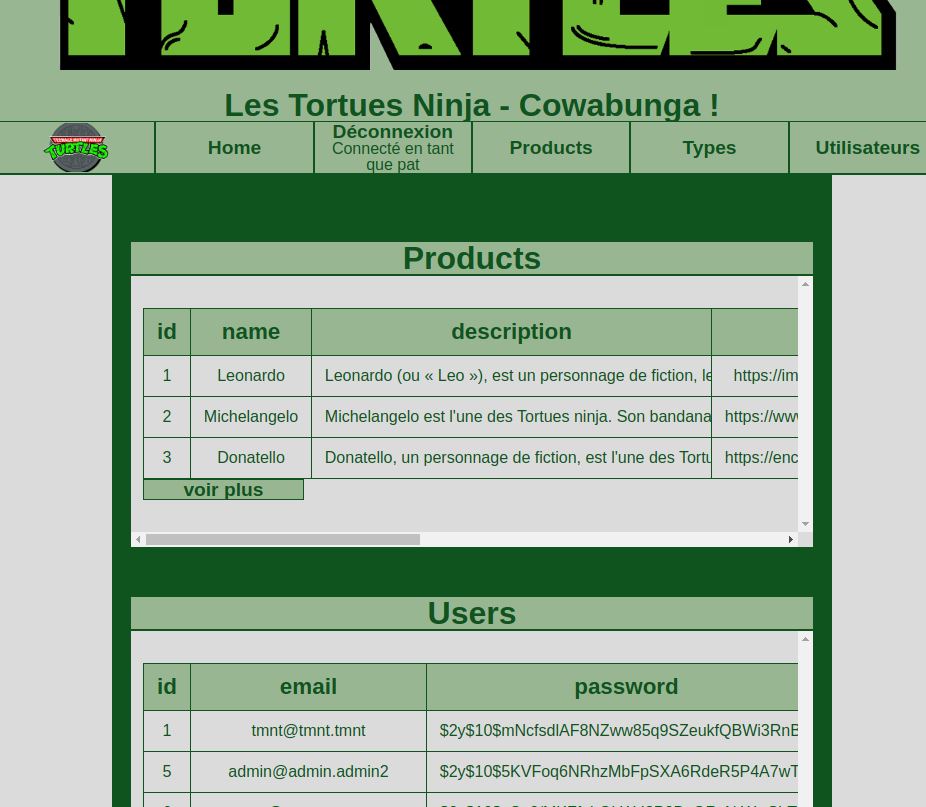 TURTLES
Les Tortues Ninja - Cowabunga !
TURTLES
Home
Déconnexion
Connecté en tant
que pat
Products
Types
Utilisateurs
Products
id name description
1 Leonardo Leonardo (ou « Leo »), est un personnage de fiction, le https://im
2 Michelangelo Michelangelo est l'une des Tortues ninja. Son bandana https://www
3 Donatello Donatello, un personnage de fiction, est l'une des Tortu https://enc
voir plus
Users
id email password
1 tmnt@tmnt.tmnt $2y$10$mNcfsdlAF8NZww85q9SZeukfQBWi3RnB
5 admin@admin.admin2 $2y$10$5KVFoq6NRhzMbFpSXA6RdeR5P4A7wT